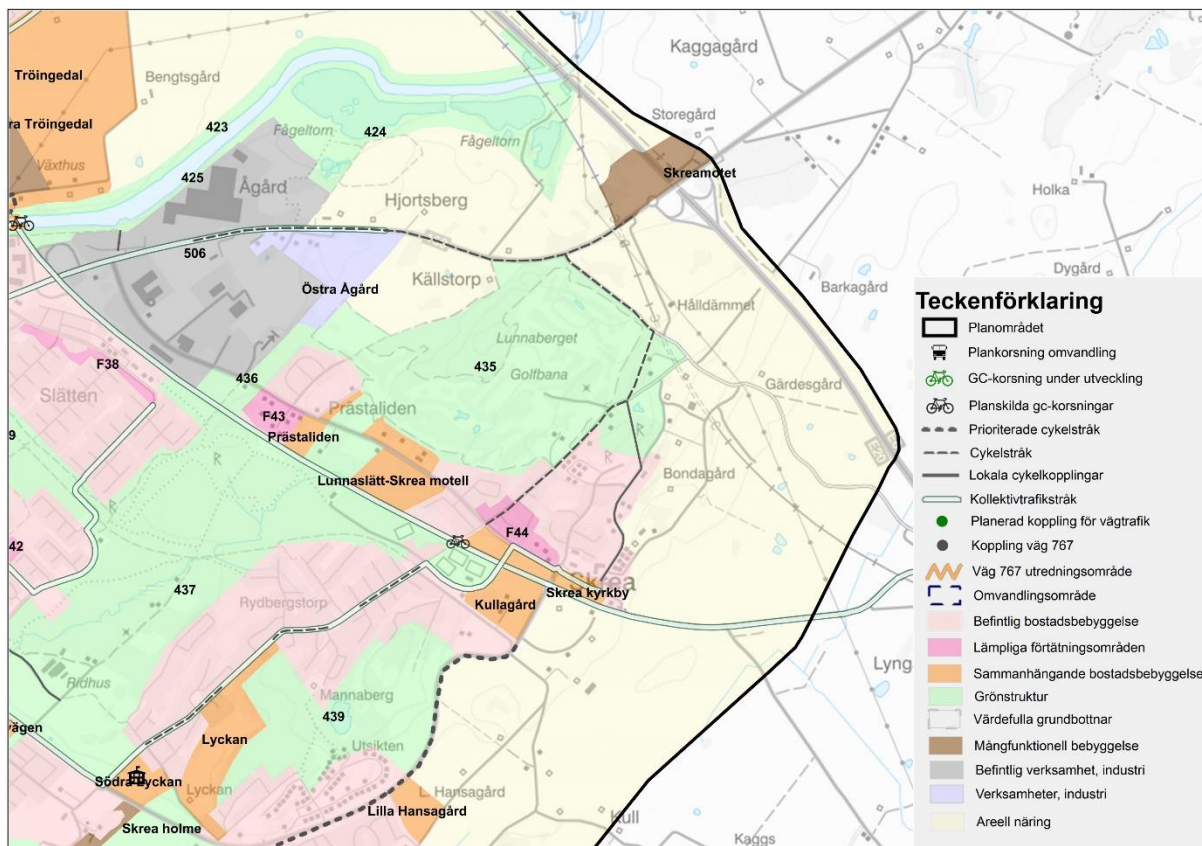 Tröingedal
Bengtsgård
ra Tröingedal
Växthus
423
424
Fågeltorn
Fågeltorn
425
Ågård
Hjortsberg
506
Källstorp
Östra Ågård
Kaggagård
Storegård
Skreamotet
Holka
Dygård
Barkagård
Hålldämmet
Lunnaberget
435
Golfbana
Gärdesgård
F38
Slätten
436
F43
Prästaliden
Prästaliden
9
Lunnaslätt-Skrea motell
Bondagård
E20
F44
42
437
Skrea
Skrea kyrkby
Rydbergstorp
Kullagård
Ridhus
Mannaberg
439
Utsikten
vägen
Lyckan
Södra Lyckan
Lyckan
L. Hansagård
Lilla Hansagård
Skrea holme
Kull
Lyng
Kaggs
Teckenförklaring
Planområdet
Plankorsning omvandling
GC-korsning under utveckling
Planskilda gc-korsningar
Prioriterade cykelstråk
Cykelstråk
Lokala cykelkopplingar
Kollektivtrafikstråk
Planerad koppling för vägtrafik
Koppling väg 767
Väg 767 utredningsområde
Omvandlingsområde
Befintlig bostadsbebyggelse
Lämpliga förtätningsområden
Sammanhängande bostadsbebyggelse
Grönstruktur
Värdefulla grundbottnar
Mångfunktionell bebyggelse
Befintlig verksamhet, industri
Verksamheter, industri
Areell näring